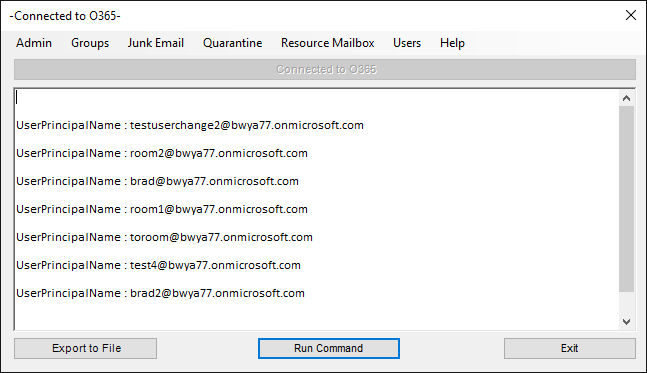 -Connected to O365-
Admin Groups Junk Email Quarantine Resource Mailbox Users Help
Connected to O365
UserPrincipalName : testuserchange2@bwya77.onmicrosoft.com
UserPrincipalName : room2@bwya77.onmicrosoft.com
UserPrincipalName : brad@bwya77.onmicrosoft.com
UserPrincipalName : room1@bwya77.onmicrosoft.com
UserPrincipalName : toroom@bwya77.onmicrosoft.com
UserPrincipalName : test4@bwya77.onmicrosoft.com
UserPrincipalName : brad2@bwya77.onmicrosoft.com
Export to File Run Command Exit